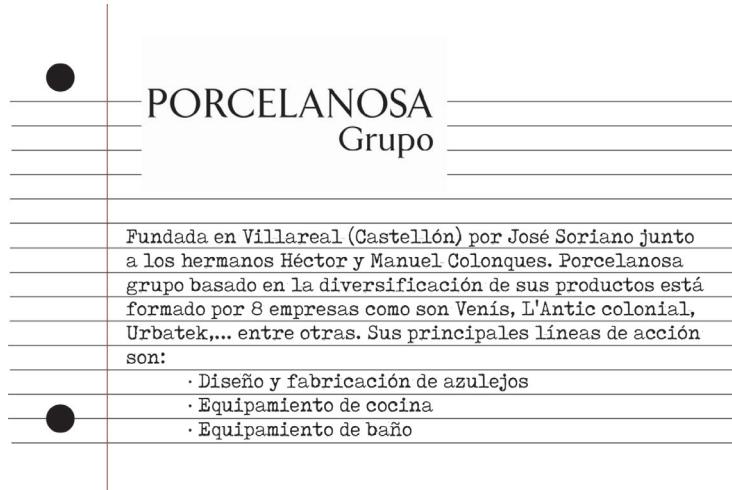 PORCELANOSA
Grupo
Fundada en Villareal (Castellón) por José Soriano junto
a los hermanos Héctor y Manuel Colonques. Porcelanosa
grupo basado en la diversificación de sus productos está
formado por 8 empresas como son Venís, L'Antic colonial,
Urbatek,... entre otras. Sus principales líneas de acción
son:
· Diseño y fabricación de azulejos
· Equipamiento de cocina
· Equipamiento de baño